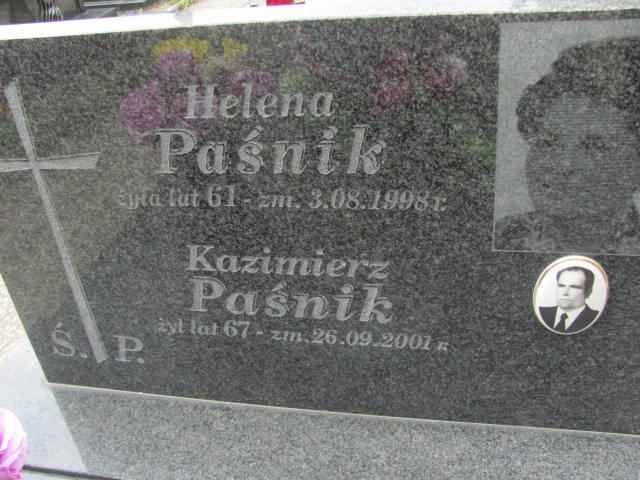 Helena
Paśnik
żyła lat 61 - zm. 3.08.1998 r.
Kazimierz
Paśnik
żył lat 67 - zm. 26.09.2001 r.
Ś. P.